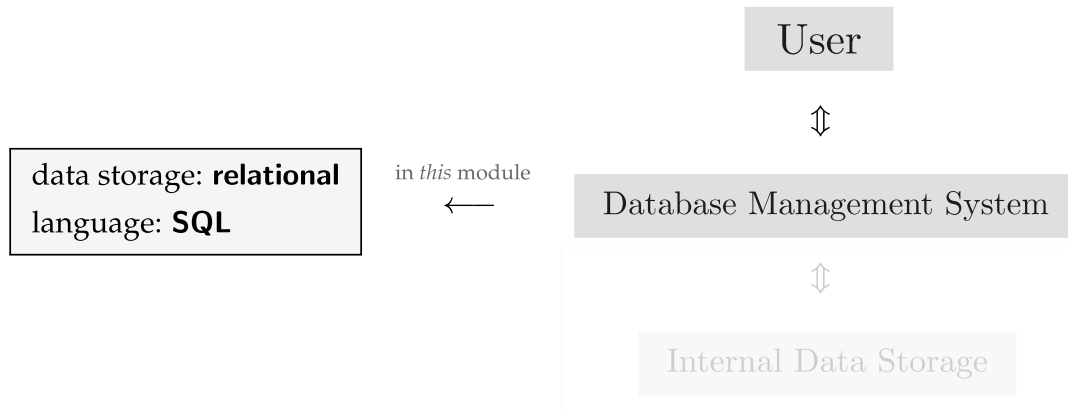 User
⇕
data storage: relational
language: SQL
in this module
⟵
Database Management System
⇕
Internal Data Storage